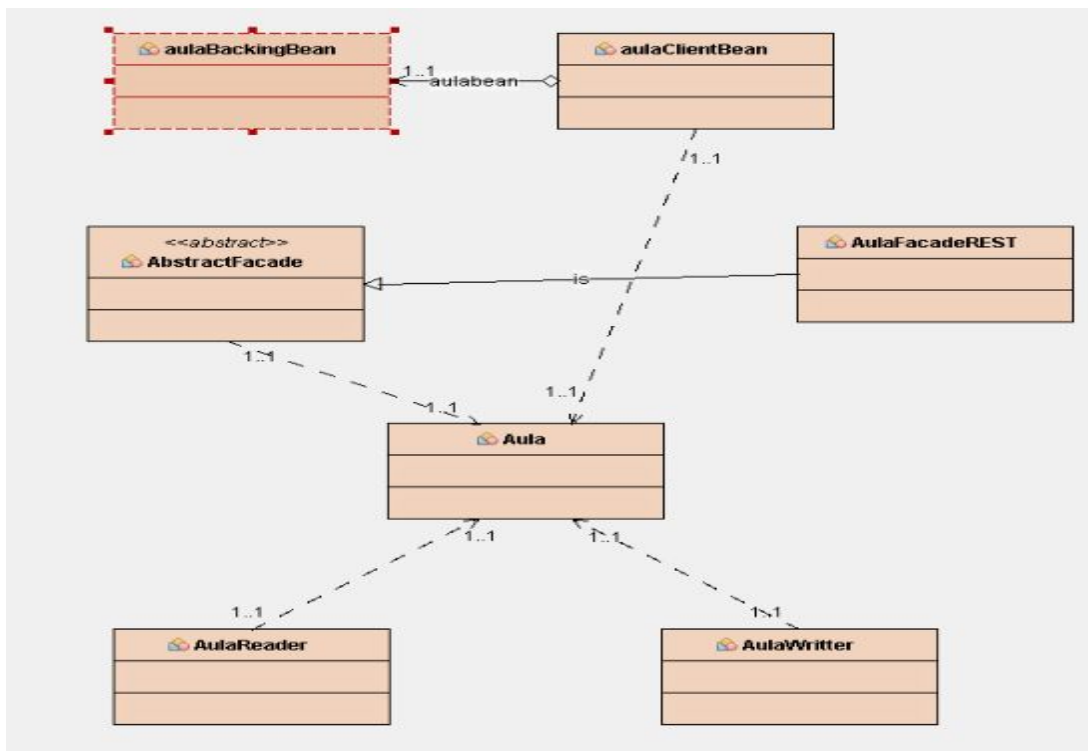 aulaBackingBean
aulaClientBean
1..1
aulabean
1..1
<<abstract>>
AbstractFacade
AulaFacadeREST
is
1..1
1..1
1..1
Aula
1..1
1..1
1..1
1..1
AulaReader
AulaWritter